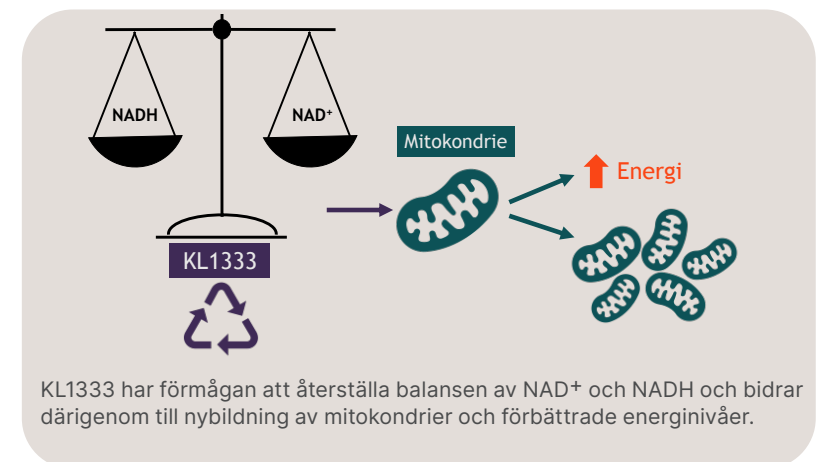 NADH
NAD⁺
Mitokondrie
Energi
KL1333
KL1333 har förmågan att återställa balansen av NAD⁺ och NADH och bidrar
därigenom till nybildning av mitokondrier och förbättrade energinivåer.